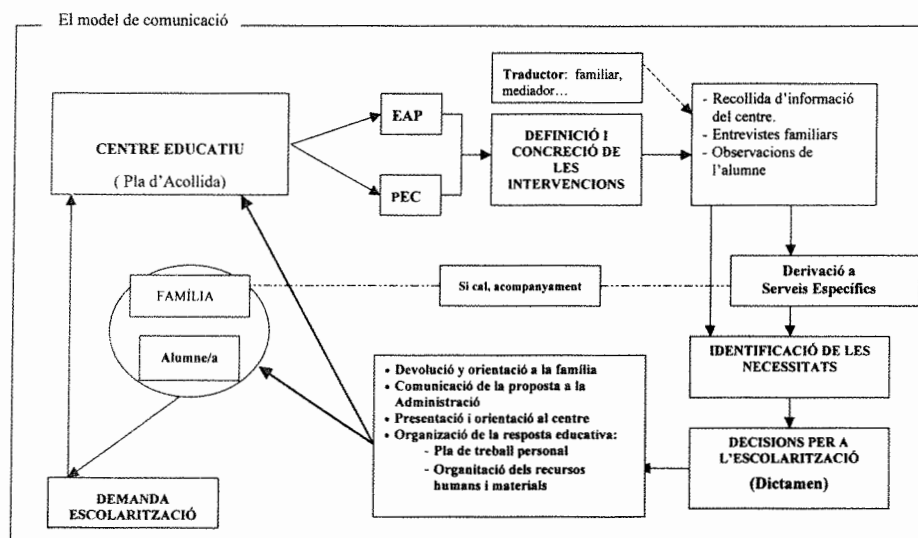 El model de comunicació
Traductor: familiar,
mediador…
CENTRE EDUCATIU
( Pla d'Acollida)
EAP
PEC
DEFINICIÓ I
CONCRECIÓ DE
LES
INTERVENCIONS
- Recollida d'informació
del centre.
- Entrevistes familiars
- Observacions de
l'alumne
FAMÍLIA
Alumne/a
Si cal, acompanyament
Derivació a
Serveis Específics
IDENTIFICACIÓ DE LES
NECESSITATS
• Devolució y orientació a la família
• Comunicació de la proposta a la
Administració
• Presentació i orientació al centre
• Organizació de la resposta educativa:
- Pla de treball personal
- Organitació dels recursos
humans i materials
DECISIONS PER A
L'ESCOLARITZACIÓ
(Dictamen)
DEMANDA
ESCOLARITZACIÓ